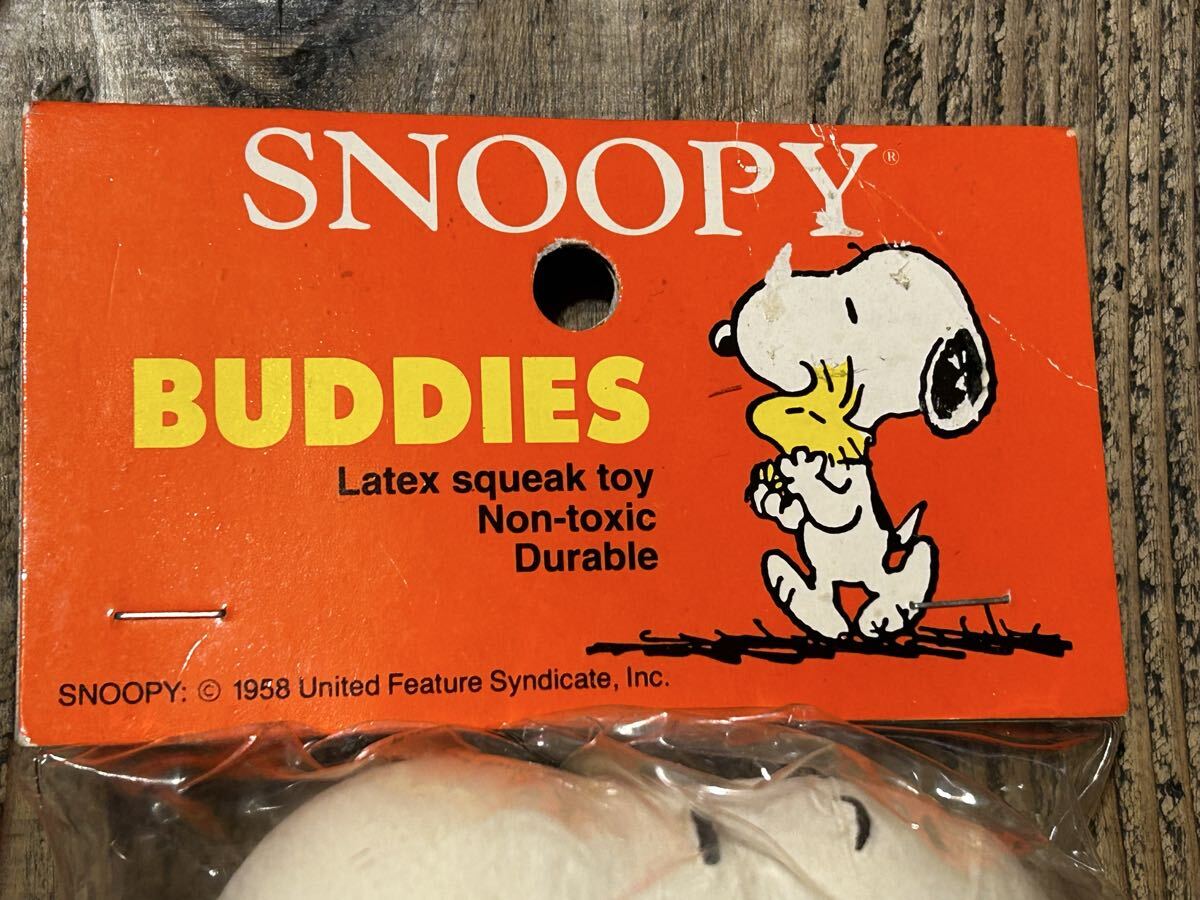 SNOOPY®
BUDDIES
Latex squeak toy
Non-toxic
Durable
SNOOPY: © 1958 United Feature Syndicate, Inc.